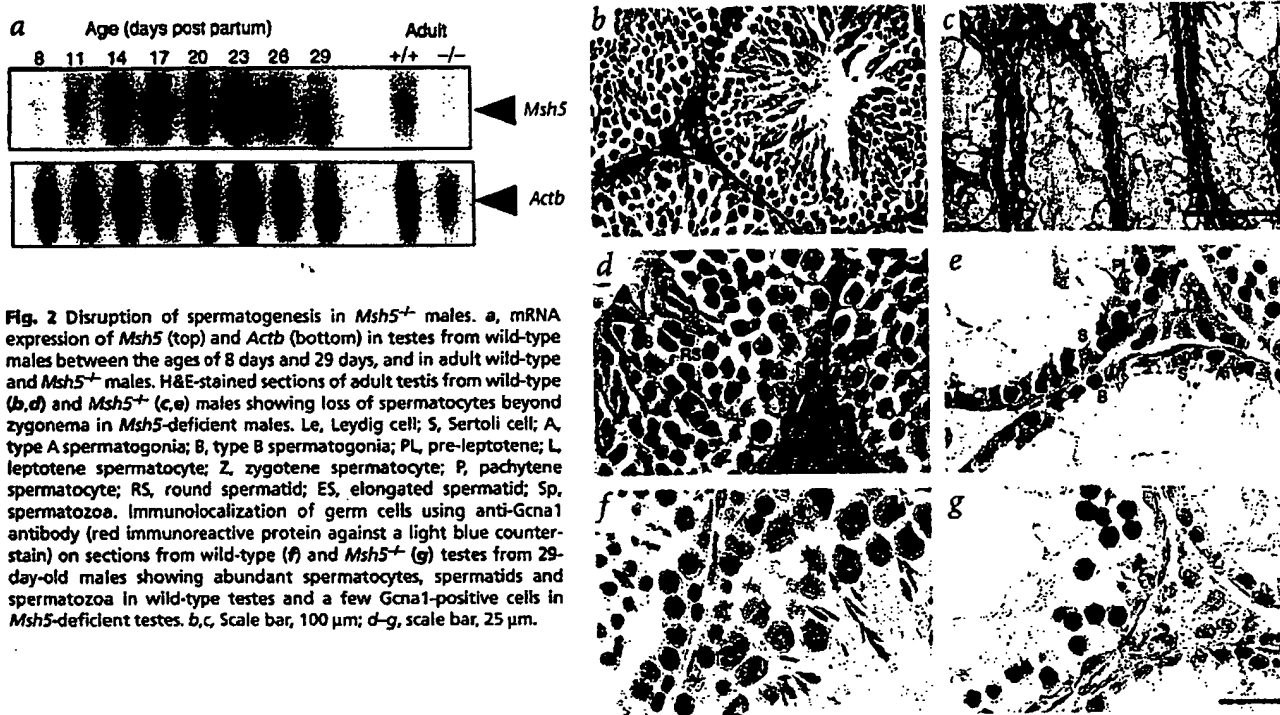 a
Age (days post partum)
Adult
8 11 14 17 20 23 26 29 +/+ –/–
Msh5
Actb
Fig. 2 Disruption of spermatogenesis in Msh5–/– males. a, mRNA
expression of Msh5 (top) and Actb (bottom) in testes from wild-type
males between the ages of 8 days and 29 days, and in adult wild-type
and Msh5–/– males. H&E-stained sections of adult testis from wild-type
(b,d) and Msh5–/– (c,e) males showing loss of spermatocytes beyond
zygonema in Msh5-deficient males. Le, Leydig cell; S, Sertoli cell; A,
type A spermatogonia; B, type B spermatogonia; PL, pre-leptotene; L,
leptotene spermatocyte; Z, zygotene spermatocyte; P, pachytene
spermatocyte; RS, round spermatid; ES, elongated spermatid; Sp,
spermatozoa. Immunolocalization of germ cells using anti-Gcna1
antibody (red immunoreactive protein against a light blue counter-
stain) on sections from wild-type (f) and Msh5–/– (g) testes from 29-
day-old males showing abundant spermatocytes, spermatids and
spermatozoa in wild-type testes and a few Gcna1-positive cells in
Msh5-deficient testes. b,c, Scale bar, 100 μm; d–g, scale bar, 25 μm.
b
c
d
RS
e
PL
S
f
g